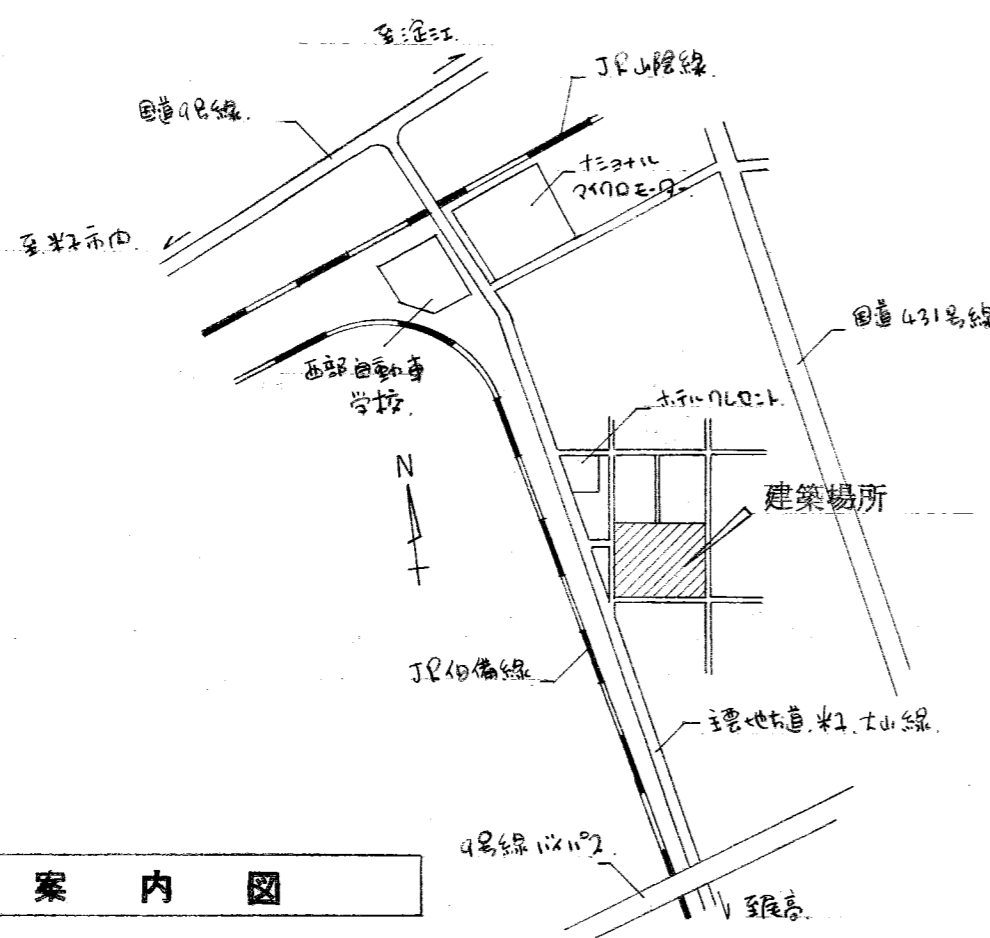 至淀江.
JR山陰線.
国道9号線.
ナショナル
マイクロモーター.
至米子市内.
国道431号線
西部自動車
学校.
ホテルクレセント.
N
建築場所
JR伯備線
主要地方道.米子.大山線.
9号線バイパス.
案内図
至尾高.